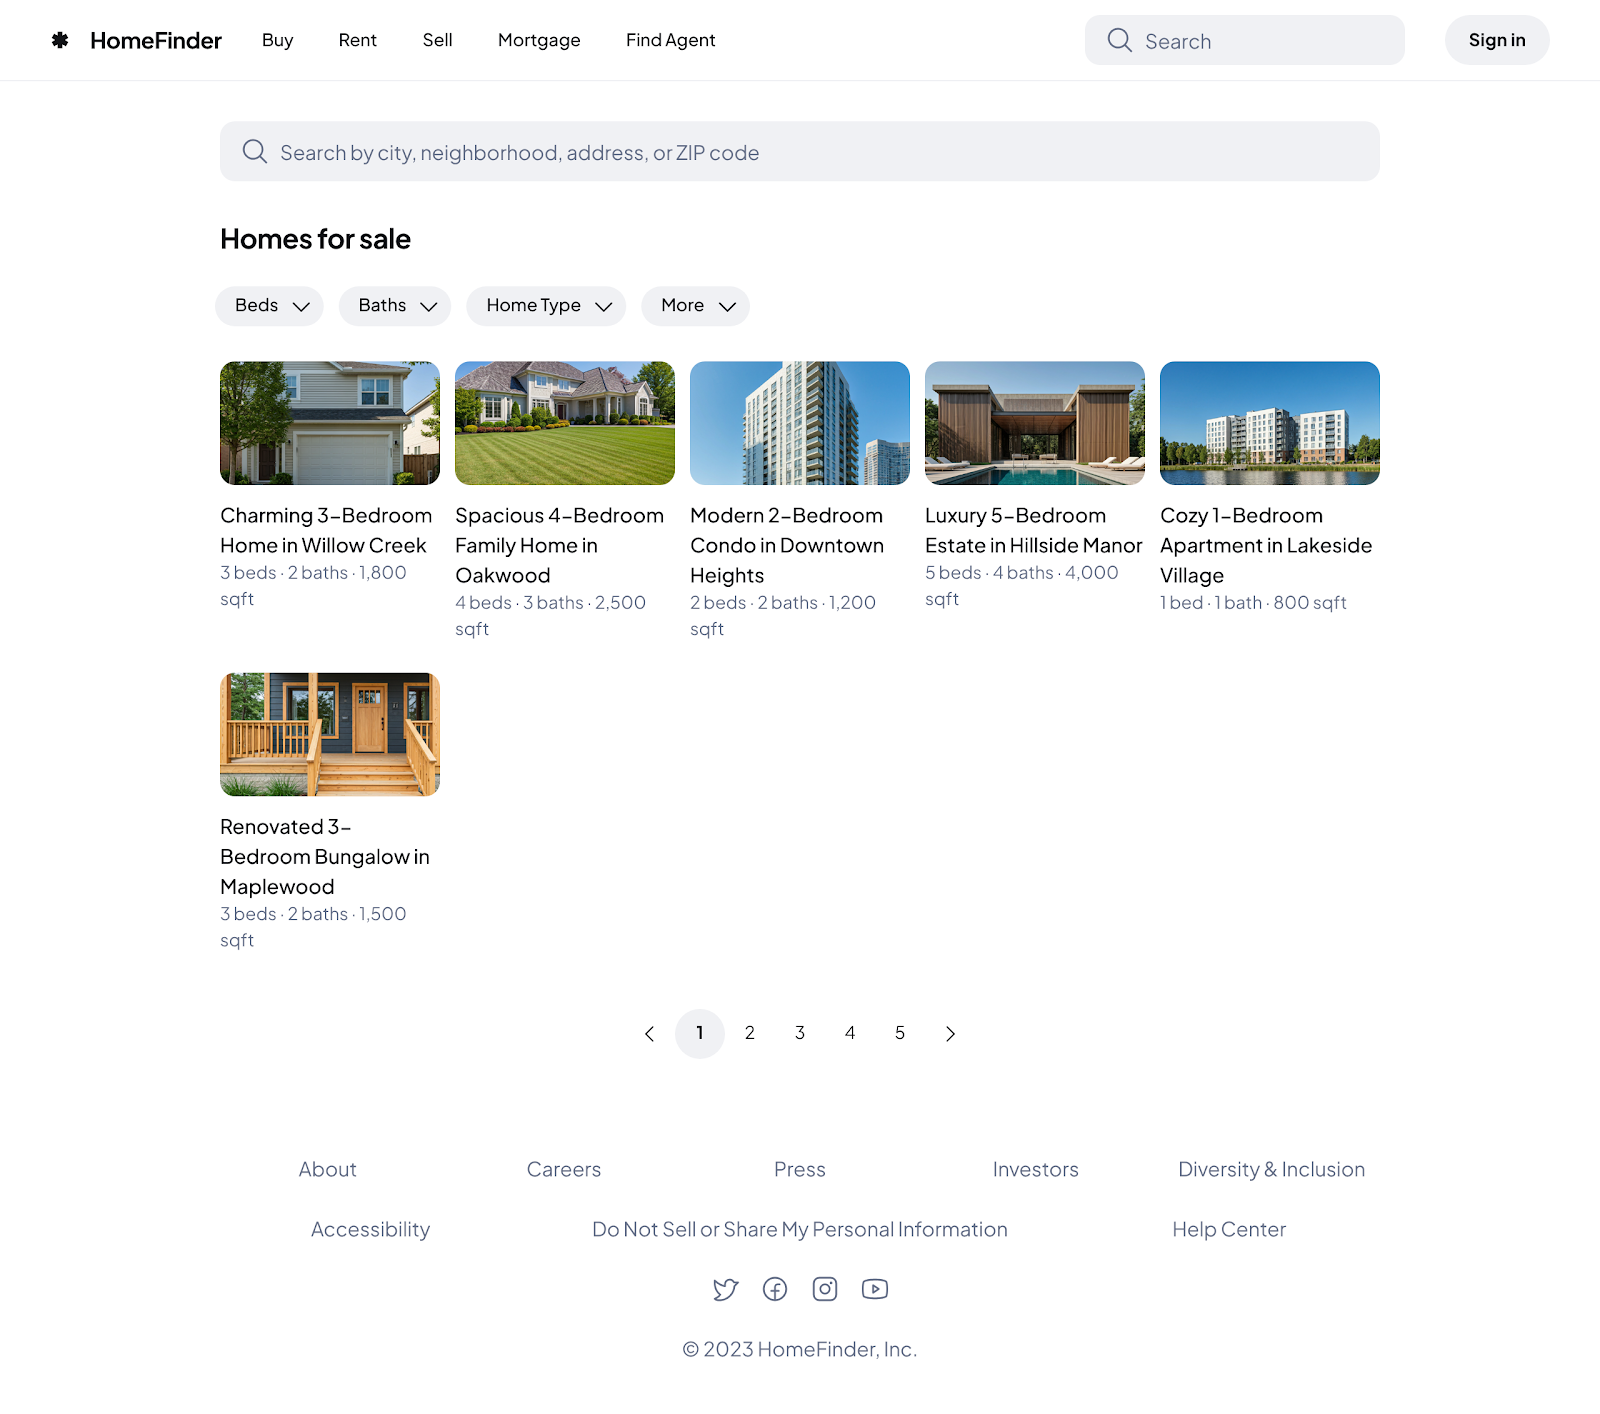 HomeFinder
Buy
Rent
Sell
Mortgage
Find Agent
Search
Sign in
Search by city, neighborhood, address, or ZIP code
Homes for sale
Beds
Baths
Home Type
More
Charming 3-Bedroom
Home in Willow Creek
3 beds · 2 baths · 1,800
sqft
Spacious 4-Bedroom
Family Home in
Oakwood
4 beds · 3 baths · 2,500
sqft
Modern 2-Bedroom
Condo in Downtown
Heights
2 beds · 2 baths · 1,200
sqft
Luxury 5-Bedroom
Estate in Hillside Manor
5 beds · 4 baths · 4,000
sqft
Cozy 1-Bedroom
Apartment in Lakeside
Village
1 bed · 1 bath · 800 sqft
Renovated 3-
Bedroom Bungalow in
Maplewood
3 beds · 2 baths · 1,500
sqft
1
2
3
4
5
About
Careers
Press
Investors
Diversity & Inclusion
Accessibility
Do Not Sell or Share My Personal Information
Help Center
© 2023 HomeFinder, Inc.